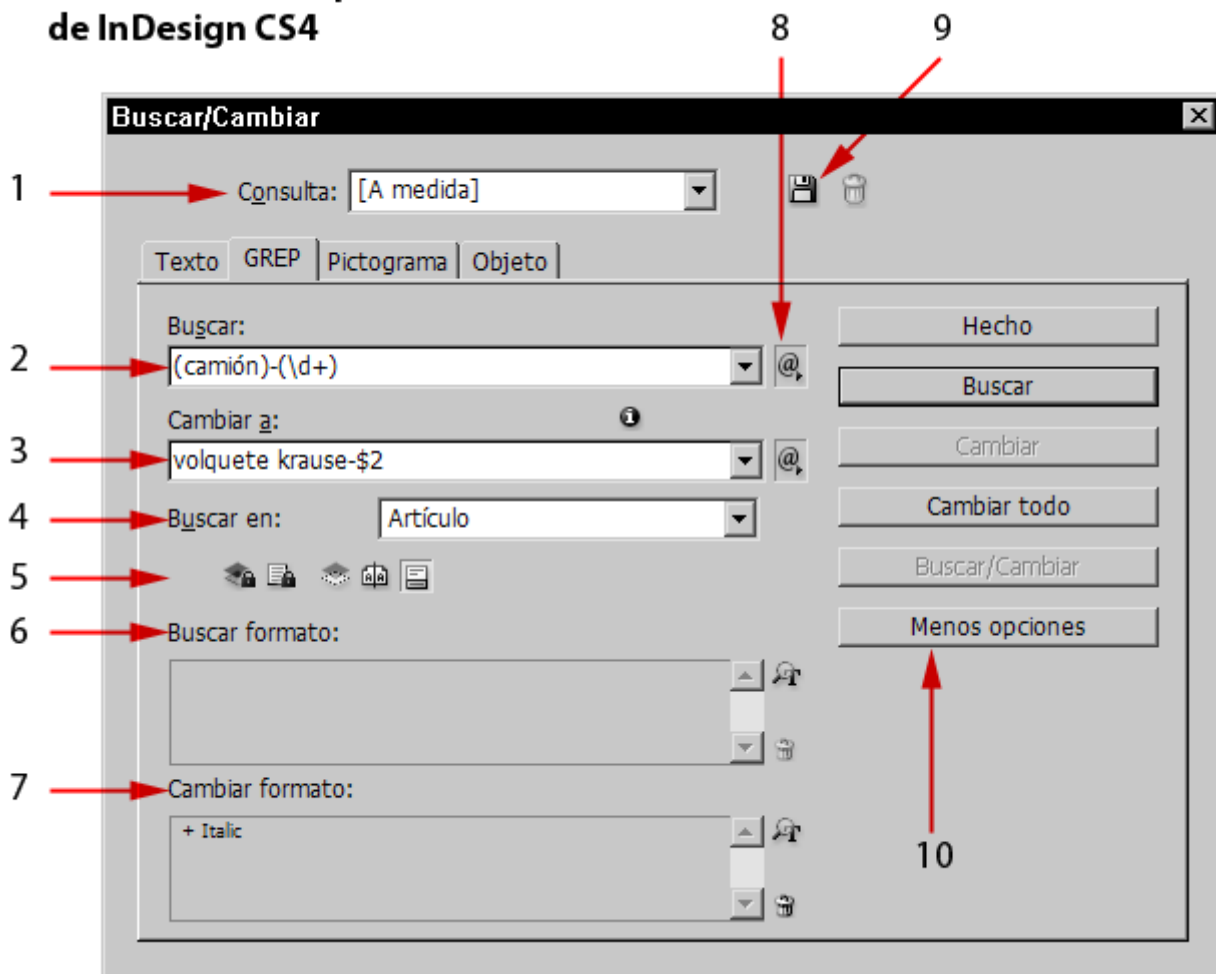 de InDesign CS4
8 9
Buscar/Cambiar
1 Consulta: [A medida]
Texto GREP Pictograma Objeto
Buscar: Hecho
2 (camión)-(\d+) @ Buscar
Cambiar a: Cambiar
3 volquete krause-$2 @
4 Buscar en: Artículo Cambiar todo
5 Buscar/Cambiar
6 Buscar formato: Menos opciones
7 Cambiar formato:
+ Italic
10